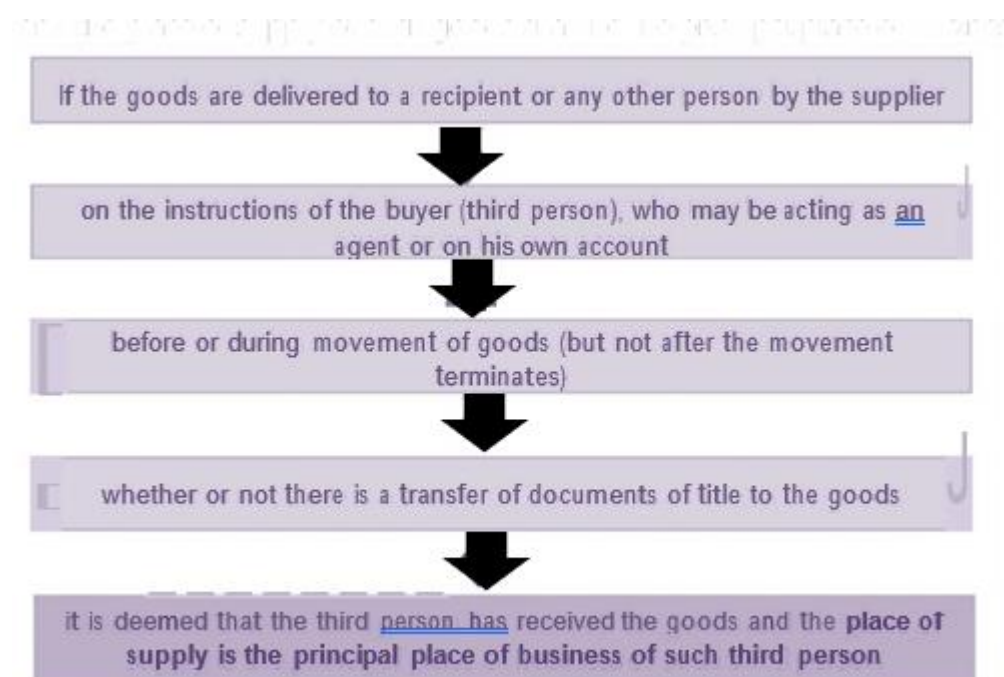 If the goods are delivered to a recipient or any other person by the supplier
on the instructions of the buyer (third person), who may be acting as an
agent or on his own account
before or during movement of goods (but not after the movement
terminates)
whether or not there is a transfer of documents of title to the goods
it is deemed that the third person has received the goods and the place of
supply is the principal place of business of such third person